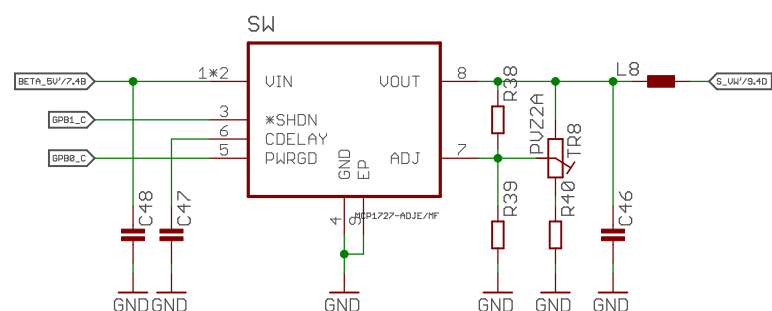 SW
BETA_5V'/7.4B
1*2
VIN
VOUT
8
L8
S_VW'/9.4D
R38
PVZ2A
TR8
GPB1_C
3
*SHDN
6
CDELAY
GPB0_C
5
PWRGD
GND
EP
ADJ
7
C48
C47
4
9
MCP1727-ADJE/MF
R39
R40
C46
GND
GND
GND
GND
GND
GND